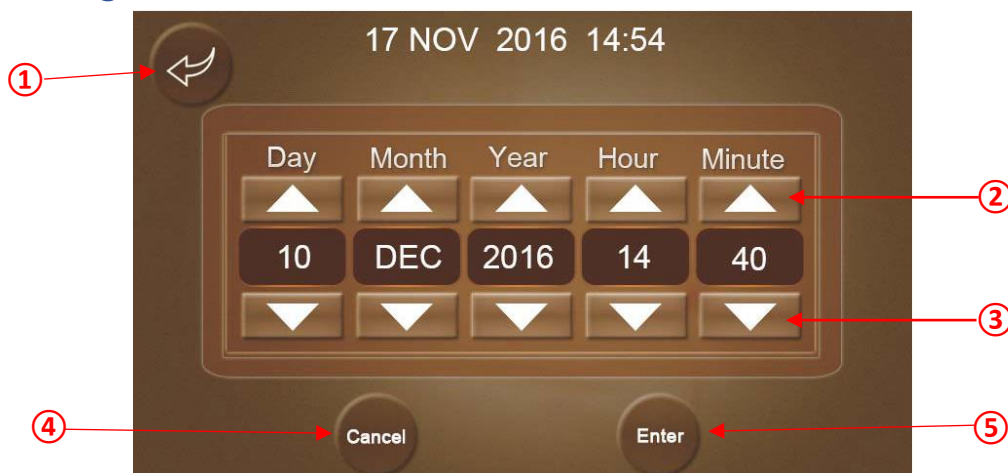 17 NOV 2016 14:54
①
Day Month Year Hour Minute
②
10 DEC 2016 14 40
③
④ Cancel Enter ⑤